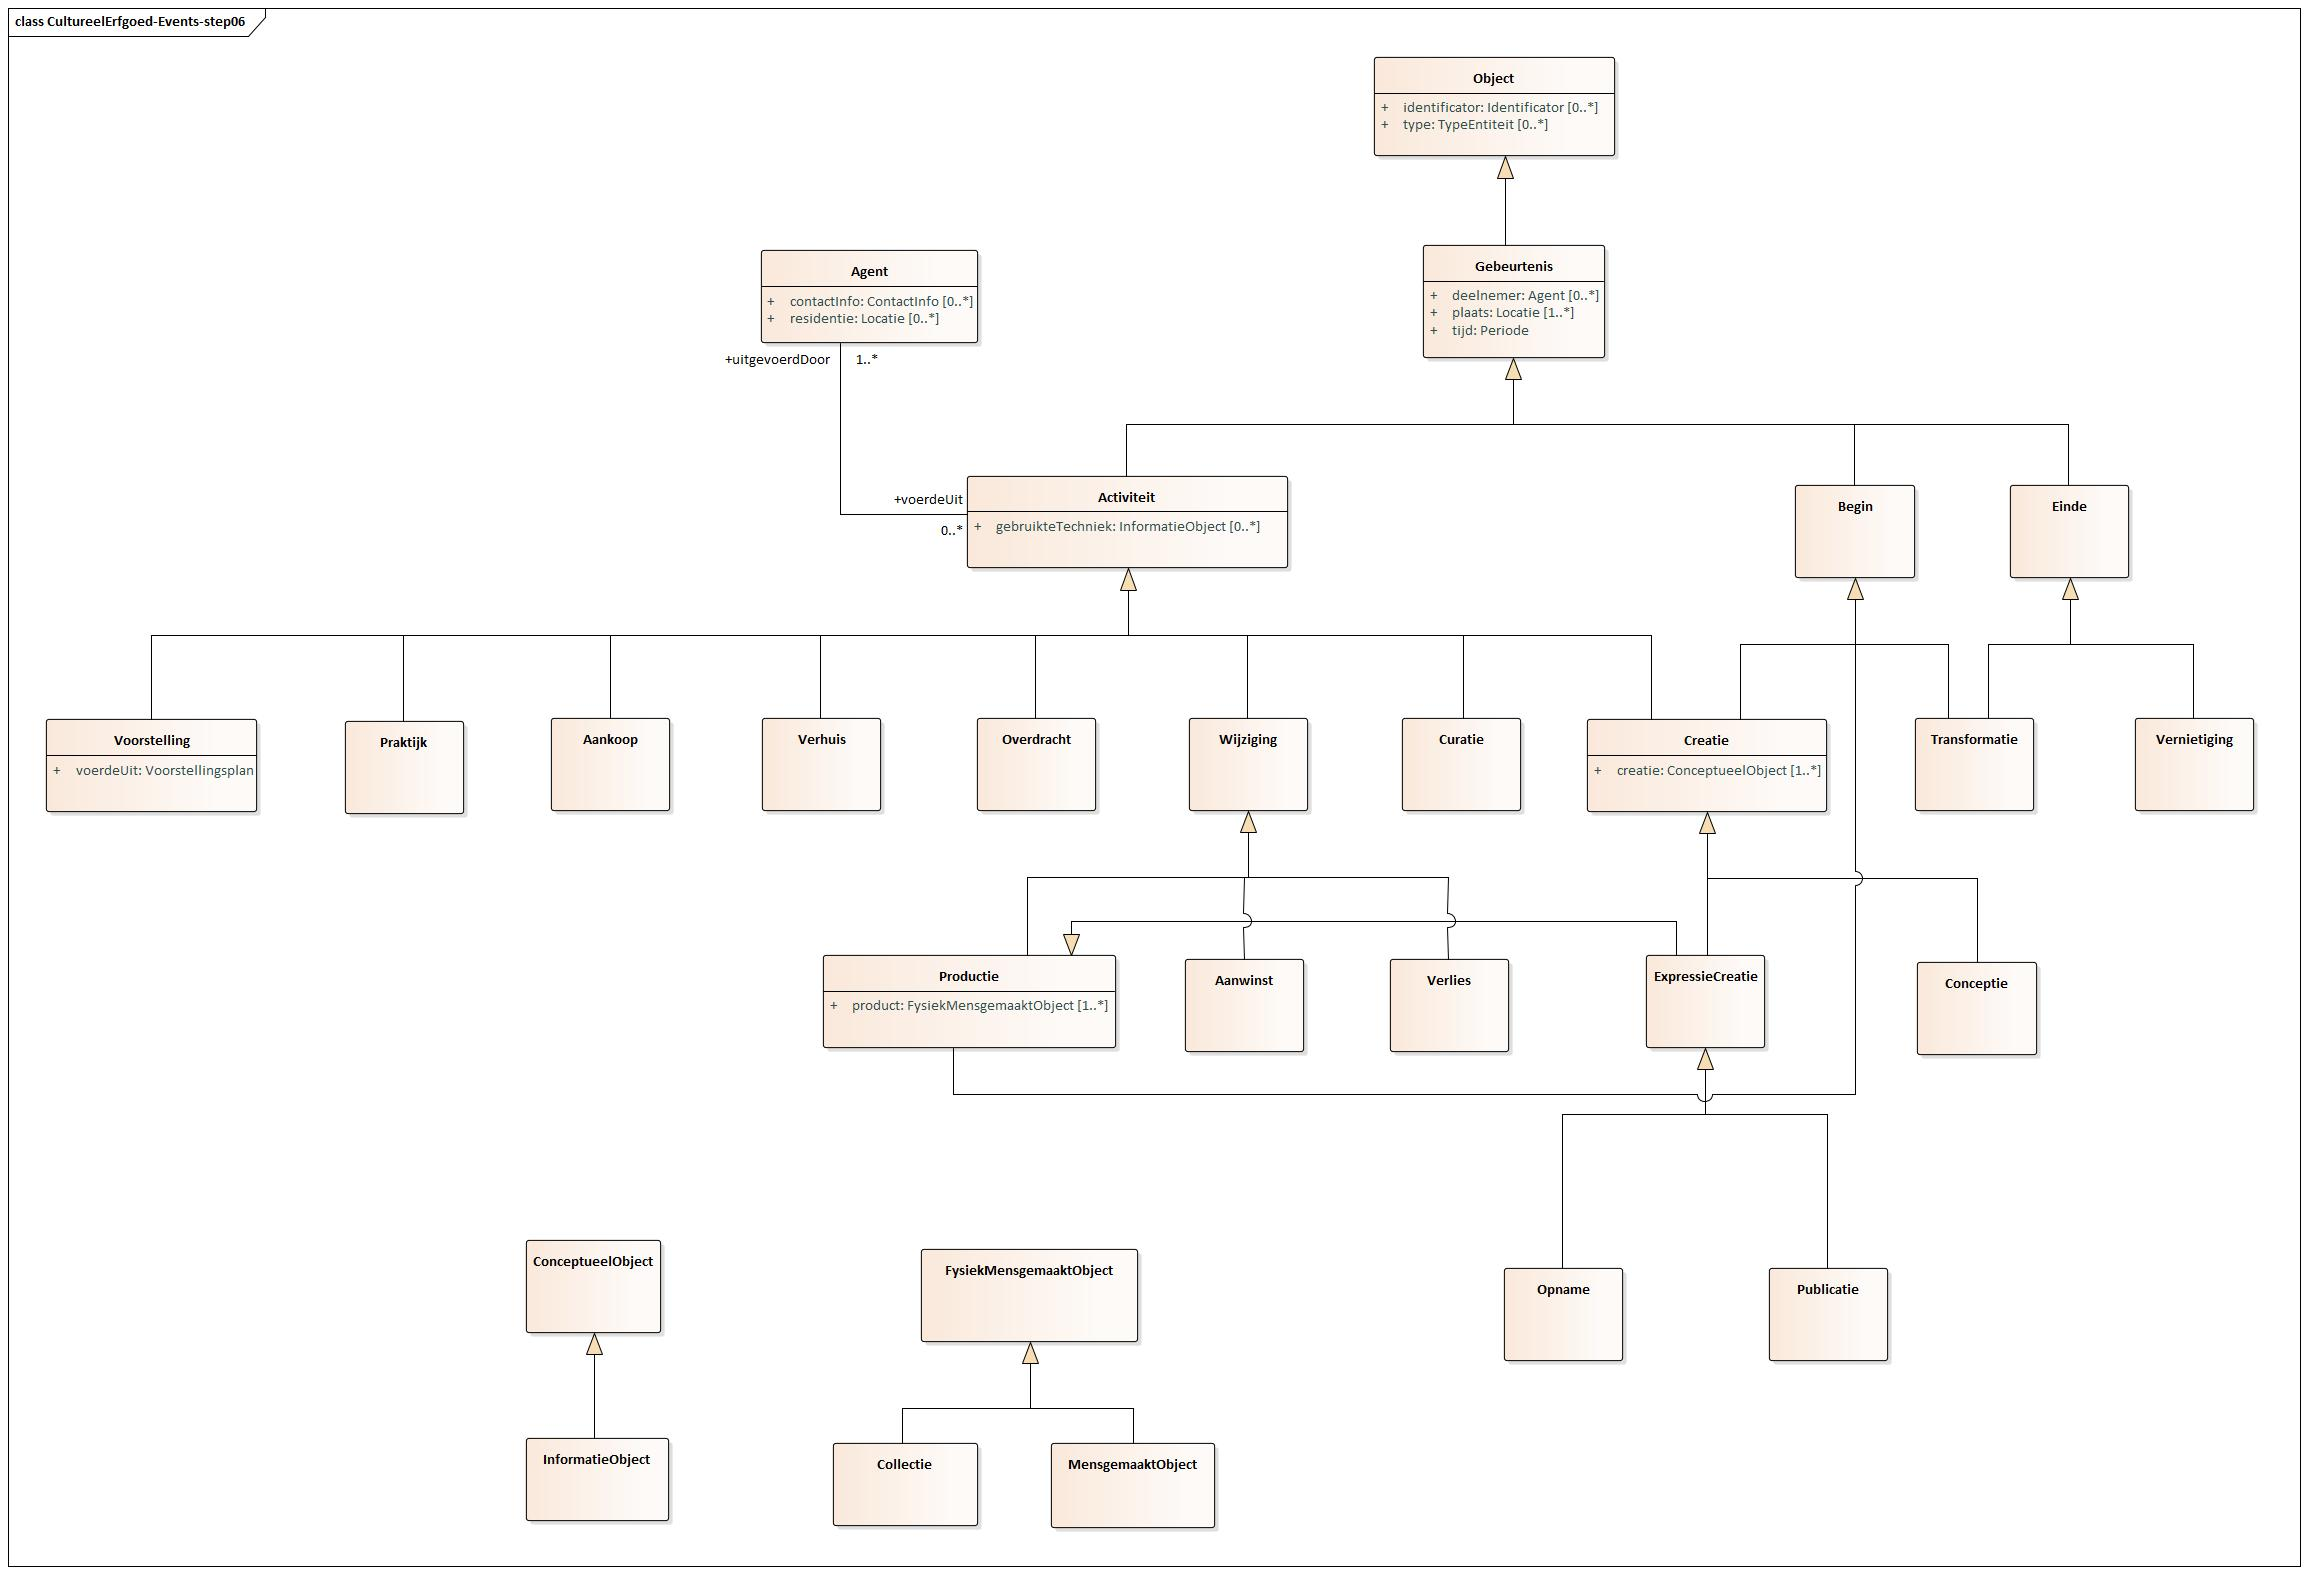 class CultureelErfgoed-Events-step06
Object
+ identificator: Identificator [0..*]
+ type: TypeEntiteit [0..*]
Agent
+ contactInfo: ContactInfo [0..*]
+ residentie: Locatie [0..*]
Gebeurtenis
+ deelnemer: Agent [0..*]
+ plaats: Locatie [1..*]
+ tijd: Periode
+uitgevoerdDoor 1..*
+voerdeUit
0..*
Activiteit
+ gebruikteTechniek: InformatieObject [0..*]
Begin
Einde
Voorstelling
+ voerdeUit: Voorstellingsplan
Praktijk
Aankoop
Verhuis
Overdracht
Wijziging
Curatie
Creatie
+ creatie: ConceptueelObject [1..*]
Transformatie
Vernietiging
Productie
+ product: FysiekMensgemaaktObject [1..*]
Aanwinst
Verlies
ExpressieCreatie
Conceptie
ConceptueelObject
FysiekMensgemaaktObject
Opname
Publicatie
InformatieObject
Collectie
MensgemaaktObject